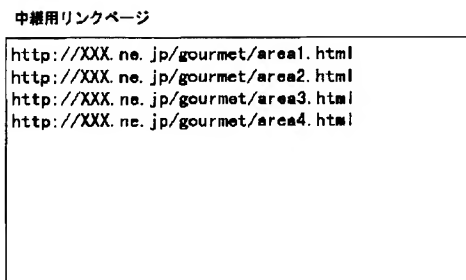 中継用リンクページ
http://XXX.ne.jp/gourmet/area1.html
http://XXX.ne.jp/gourmet/area2.html
http://XXX.ne.jp/gourmet/area3.html
http://XXX.ne.jp/gourmet/area4.html